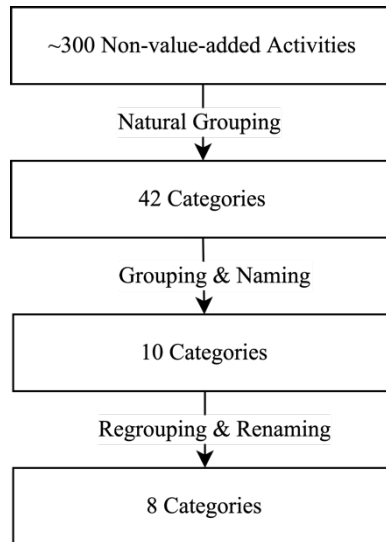 ~300 Non-value-added Activities
Natural Grouping
42 Categories
Grouping & Naming
10 Categories
Regrouping & Renaming
8 Categories